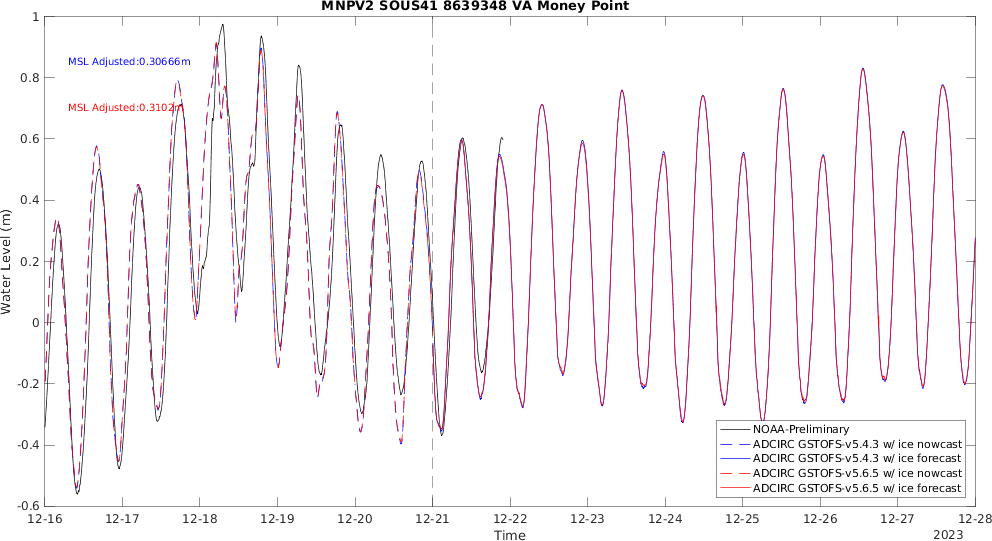 MNPV2 SOUS41 8639348 VA Money Point
1
0.8
0.6
0.4
0.2
0
-0.2
-0.4
-0.6
Water Level (m)
MSL Adjusted:0.30666m
MSL Adjusted:0.3102m
NOAA-Preliminary
ADCIRC GSTOFS-v5.4.3 w/ ice nowcast
ADCIRC GSTOFS-v5.4.3 w/ ice forecast
ADCIRC GSTOFS-v5.6.5 w/ ice nowcast
ADCIRC GSTOFS-v5.6.5 w/ ice forecast
12-16 12-17 12-18 12-19 12-20 12-21 12-22 12-23 12-24 12-25 12-26 12-27 12-28
Time
2023